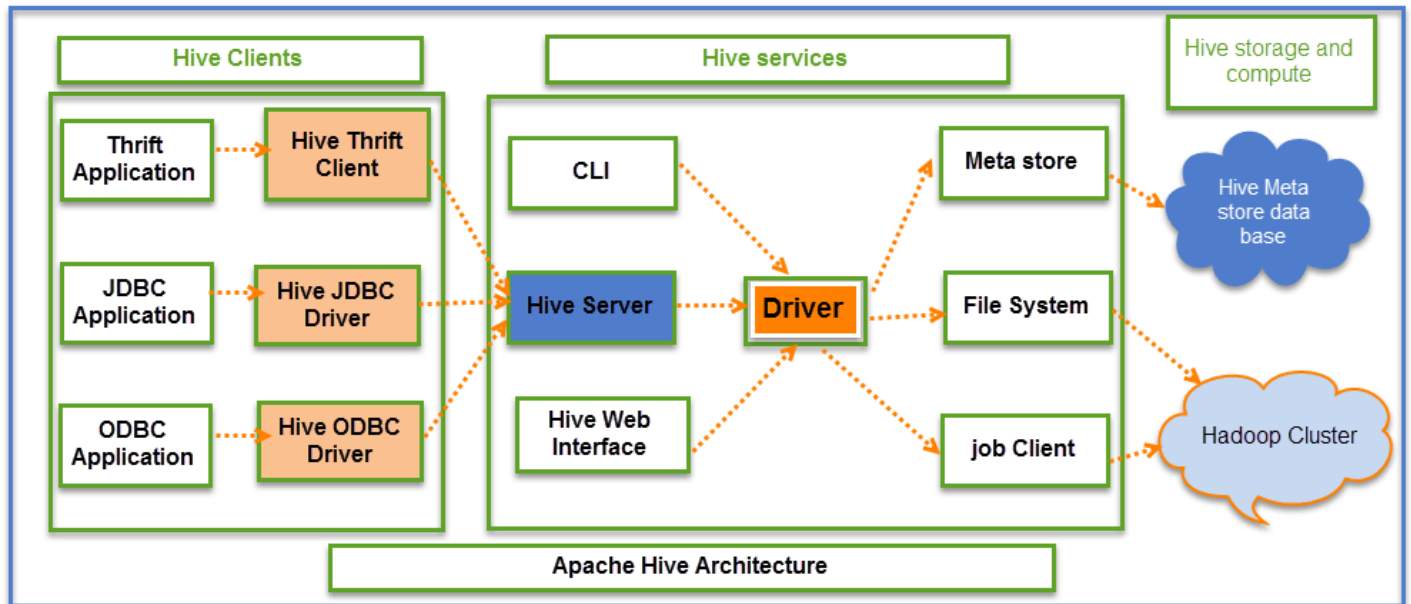 Hive Clients
Hive services
Hive storage and
compute
Thrift
Application
Hive Thrift
Client
CLI
Meta store
Hive Meta
store data
base
JDBC
Application
Hive JDBC
Driver
Hive Server
Driver
File System
ODBC
Application
Hive ODBC
Driver
Hive Web
Interface
job Client
Hadoop Cluster
Apache Hive Architecture